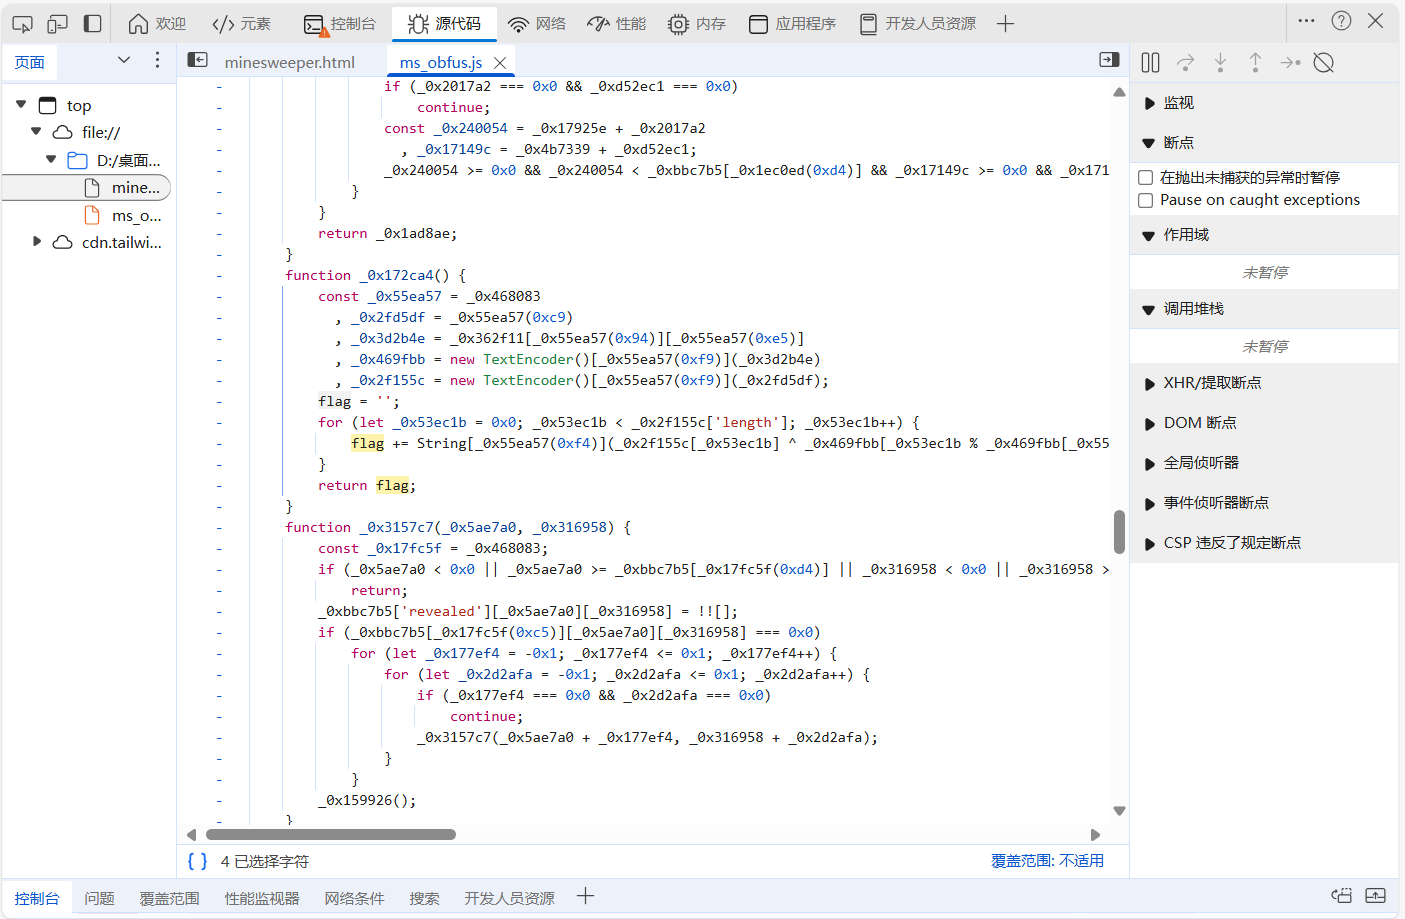 欢迎
元素
控制台
源代码
网络
性能
内存
应用程序
开发人员资源
页面
minesweeper.html
ms_obfus.js
top
file://
D:/桌面...
mine...
ms_o...
cdn.tailwi...
if (_0x2017a2 === 0x0 && _0xd52ec1 === 0x0)
continue;
const _0x240054 = _0x17925e + _0x2017a2
, _0x17149c = _0x4b7339 + _0xd52ec1;
_0x240054 >= 0x0 && _0x240054 < _0xbbc7b5[_0x1ec0ed(0xd4)] && _0x17149c >= 0x0 && _0x171
}
}
return _0x1ad8ae;
}
function _0x172ca4() {
const _0x55ea57 = _0x468083
, _0x2fd5df = _0x55ea57(0xc9)
, _0x3d2b4e = _0x362f11[_0x55ea57(0x94)][_0x55ea57(0xe5)]
, _0x469fbb = new TextEncoder()[_0x55ea57(0xf9)](_0x3d2b4e)
, _0x2f155c = new TextEncoder()[_0x55ea57(0xf9)](_0x2fd5df);
flag = '';
for (let _0x53ec1b = 0x0; _0x53ec1b < _0x2f155c['length']; _0x53ec1b++) {
flag += String[_0x55ea57(0xf4)](_0x2f155c[_0x53ec1b] ^ _0x469fbb[_0x53ec1b % _0x469fbb[_0x55
}
return flag;
}
function _0x3157c7(_0x5ae7a0, _0x316958) {
const _0x17fc5f = _0x468083;
if (_0x5ae7a0 < 0x0 || _0x5ae7a0 >= _0xbbc7b5[_0x17fc5f(0xd4)] || _0x316958 < 0x0 || _0x316958 >
return;
_0xbbc7b5['revealed'][_0x5ae7a0][_0x316958] = !![];
if (_0xbbc7b5[_0x17fc5f(0xc5)][_0x5ae7a0][_0x316958] === 0x0)
for (let _0x177ef4 = -0x1; _0x177ef4 <= 0x1; _0x177ef4++) {
for (let _0x2d2afa = -0x1; _0x2d2afa <= 0x1; _0x2d2afa++) {
if (_0x177ef4 === 0x0 && _0x2d2afa === 0x0)
continue;
_0x3157c7(_0x5ae7a0 + _0x177ef4, _0x316958 + _0x2d2afa);
}
}
_0x159926();
}
{ } 4 已选择字符
覆盖范围: 不适用
监视
断点
在抛出未捕获的异常时暂停
Pause on caught exceptions
作用域
未暂停
调用堆栈
未暂停
XHR/提取断点
DOM 断点
全局侦听器
事件侦听器断点
CSP 违反了规定断点
控制台
问题
覆盖范围
性能监视器
网络条件
搜索
开发人员资源